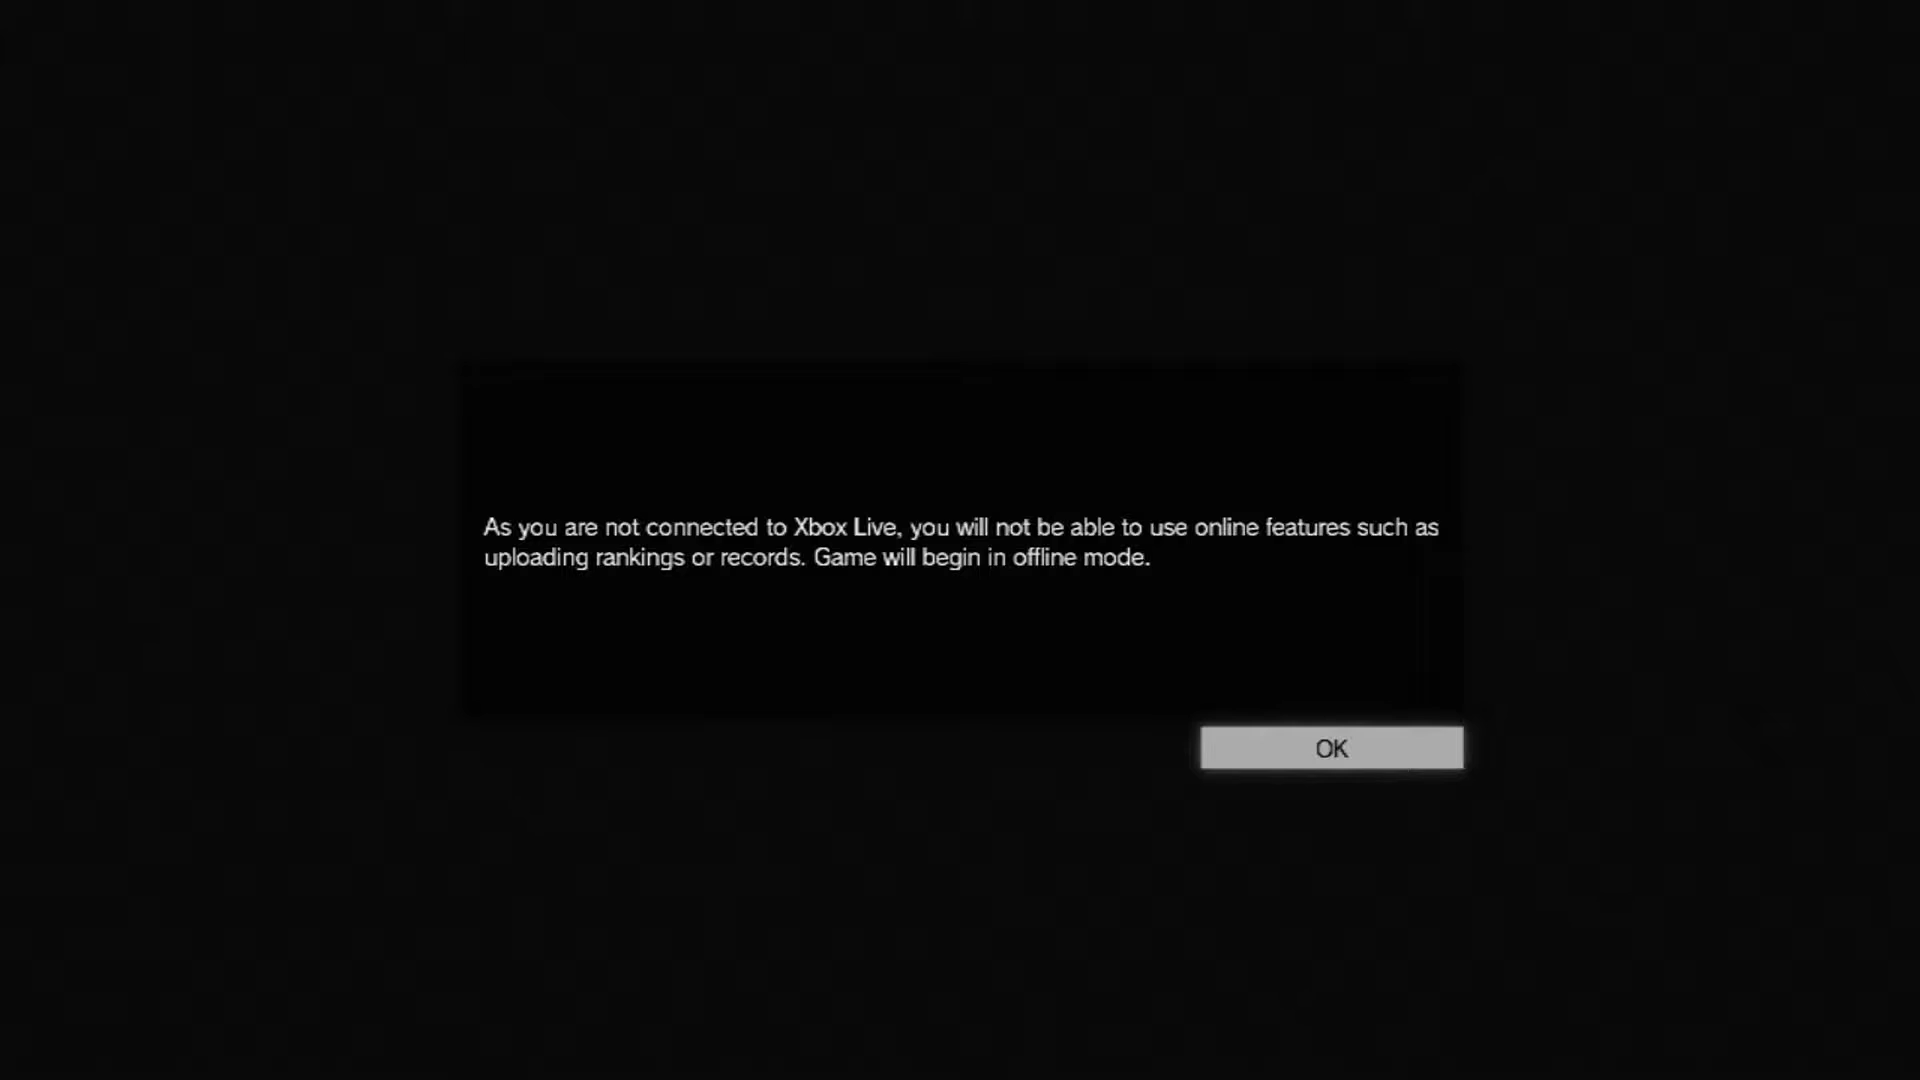 As you are not connected to Xbox Live, you will not be able to use online features such as
uploading rankings or records. Game will begin in offline mode.
OK